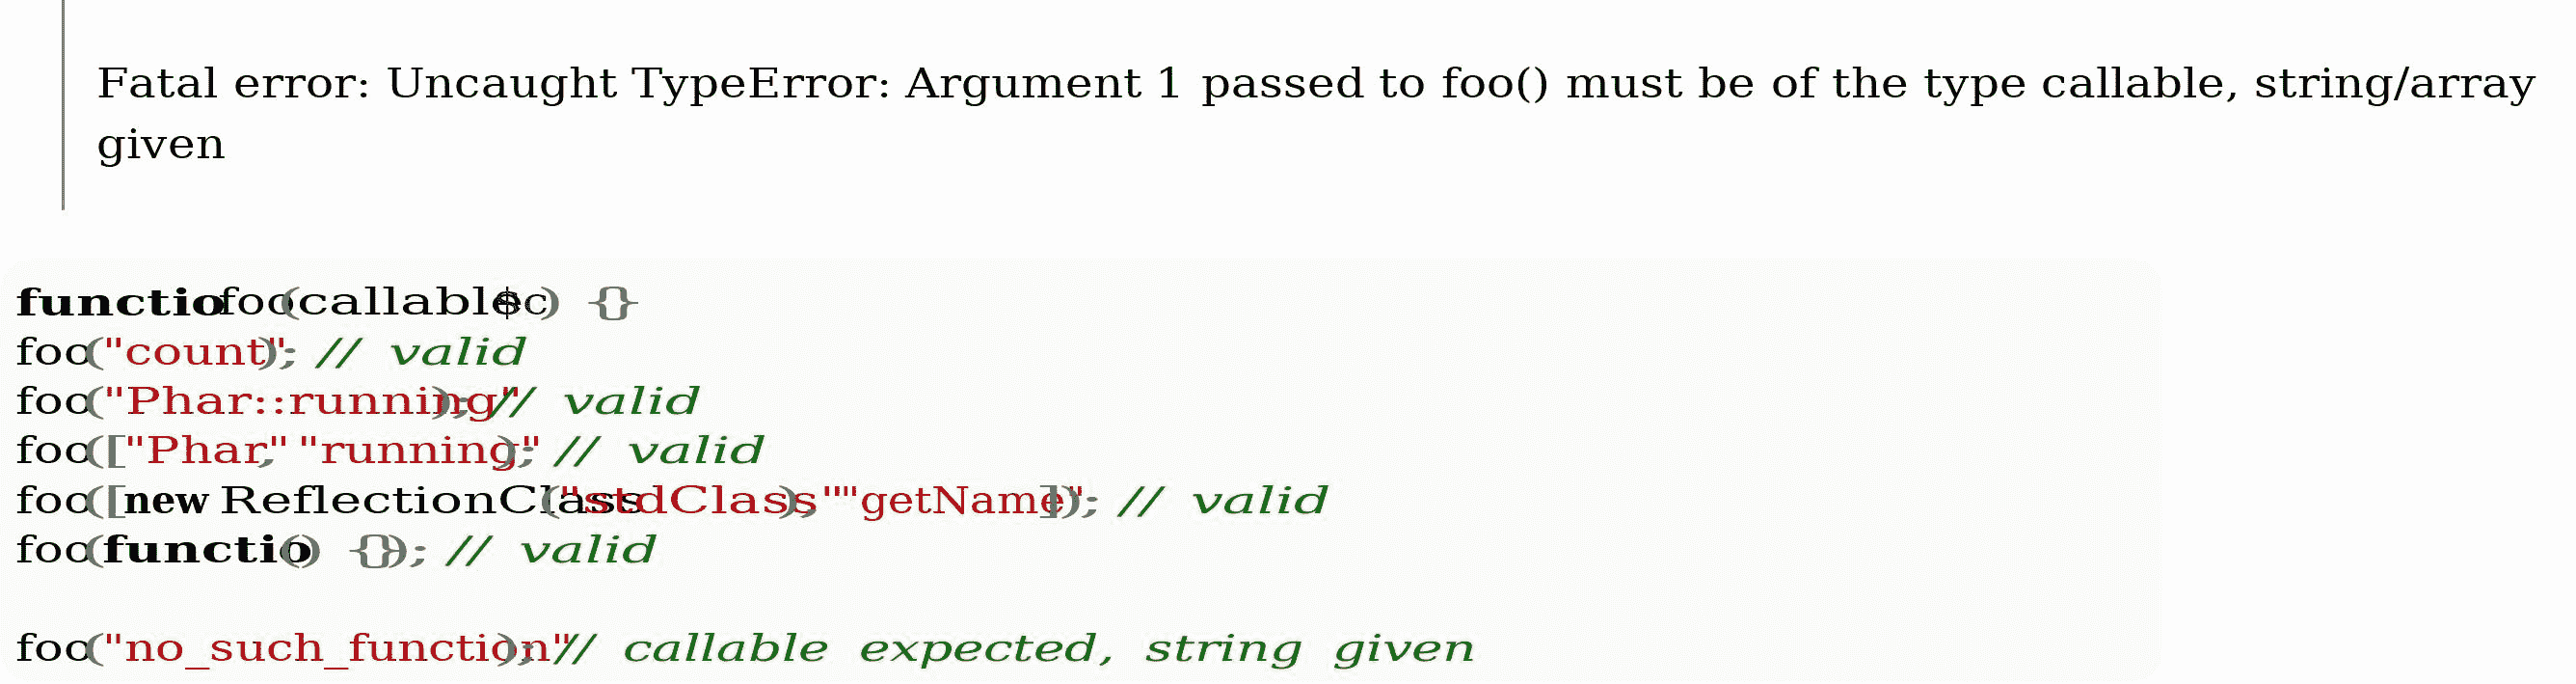 Fatal error: Uncaught TypeError: Argument 1 passed to foo() must be of the type callable, string/array
given
function foo(callable $c) {}
foo("count"); // valid
foo("Phar::running"); // valid
foo(["Phar", "running"); // valid
foo([new ReflectionClass("stdClass"), "getName"]); // valid
foo(function() {}); // valid
foo("no_such_function"); // callable expected, string given